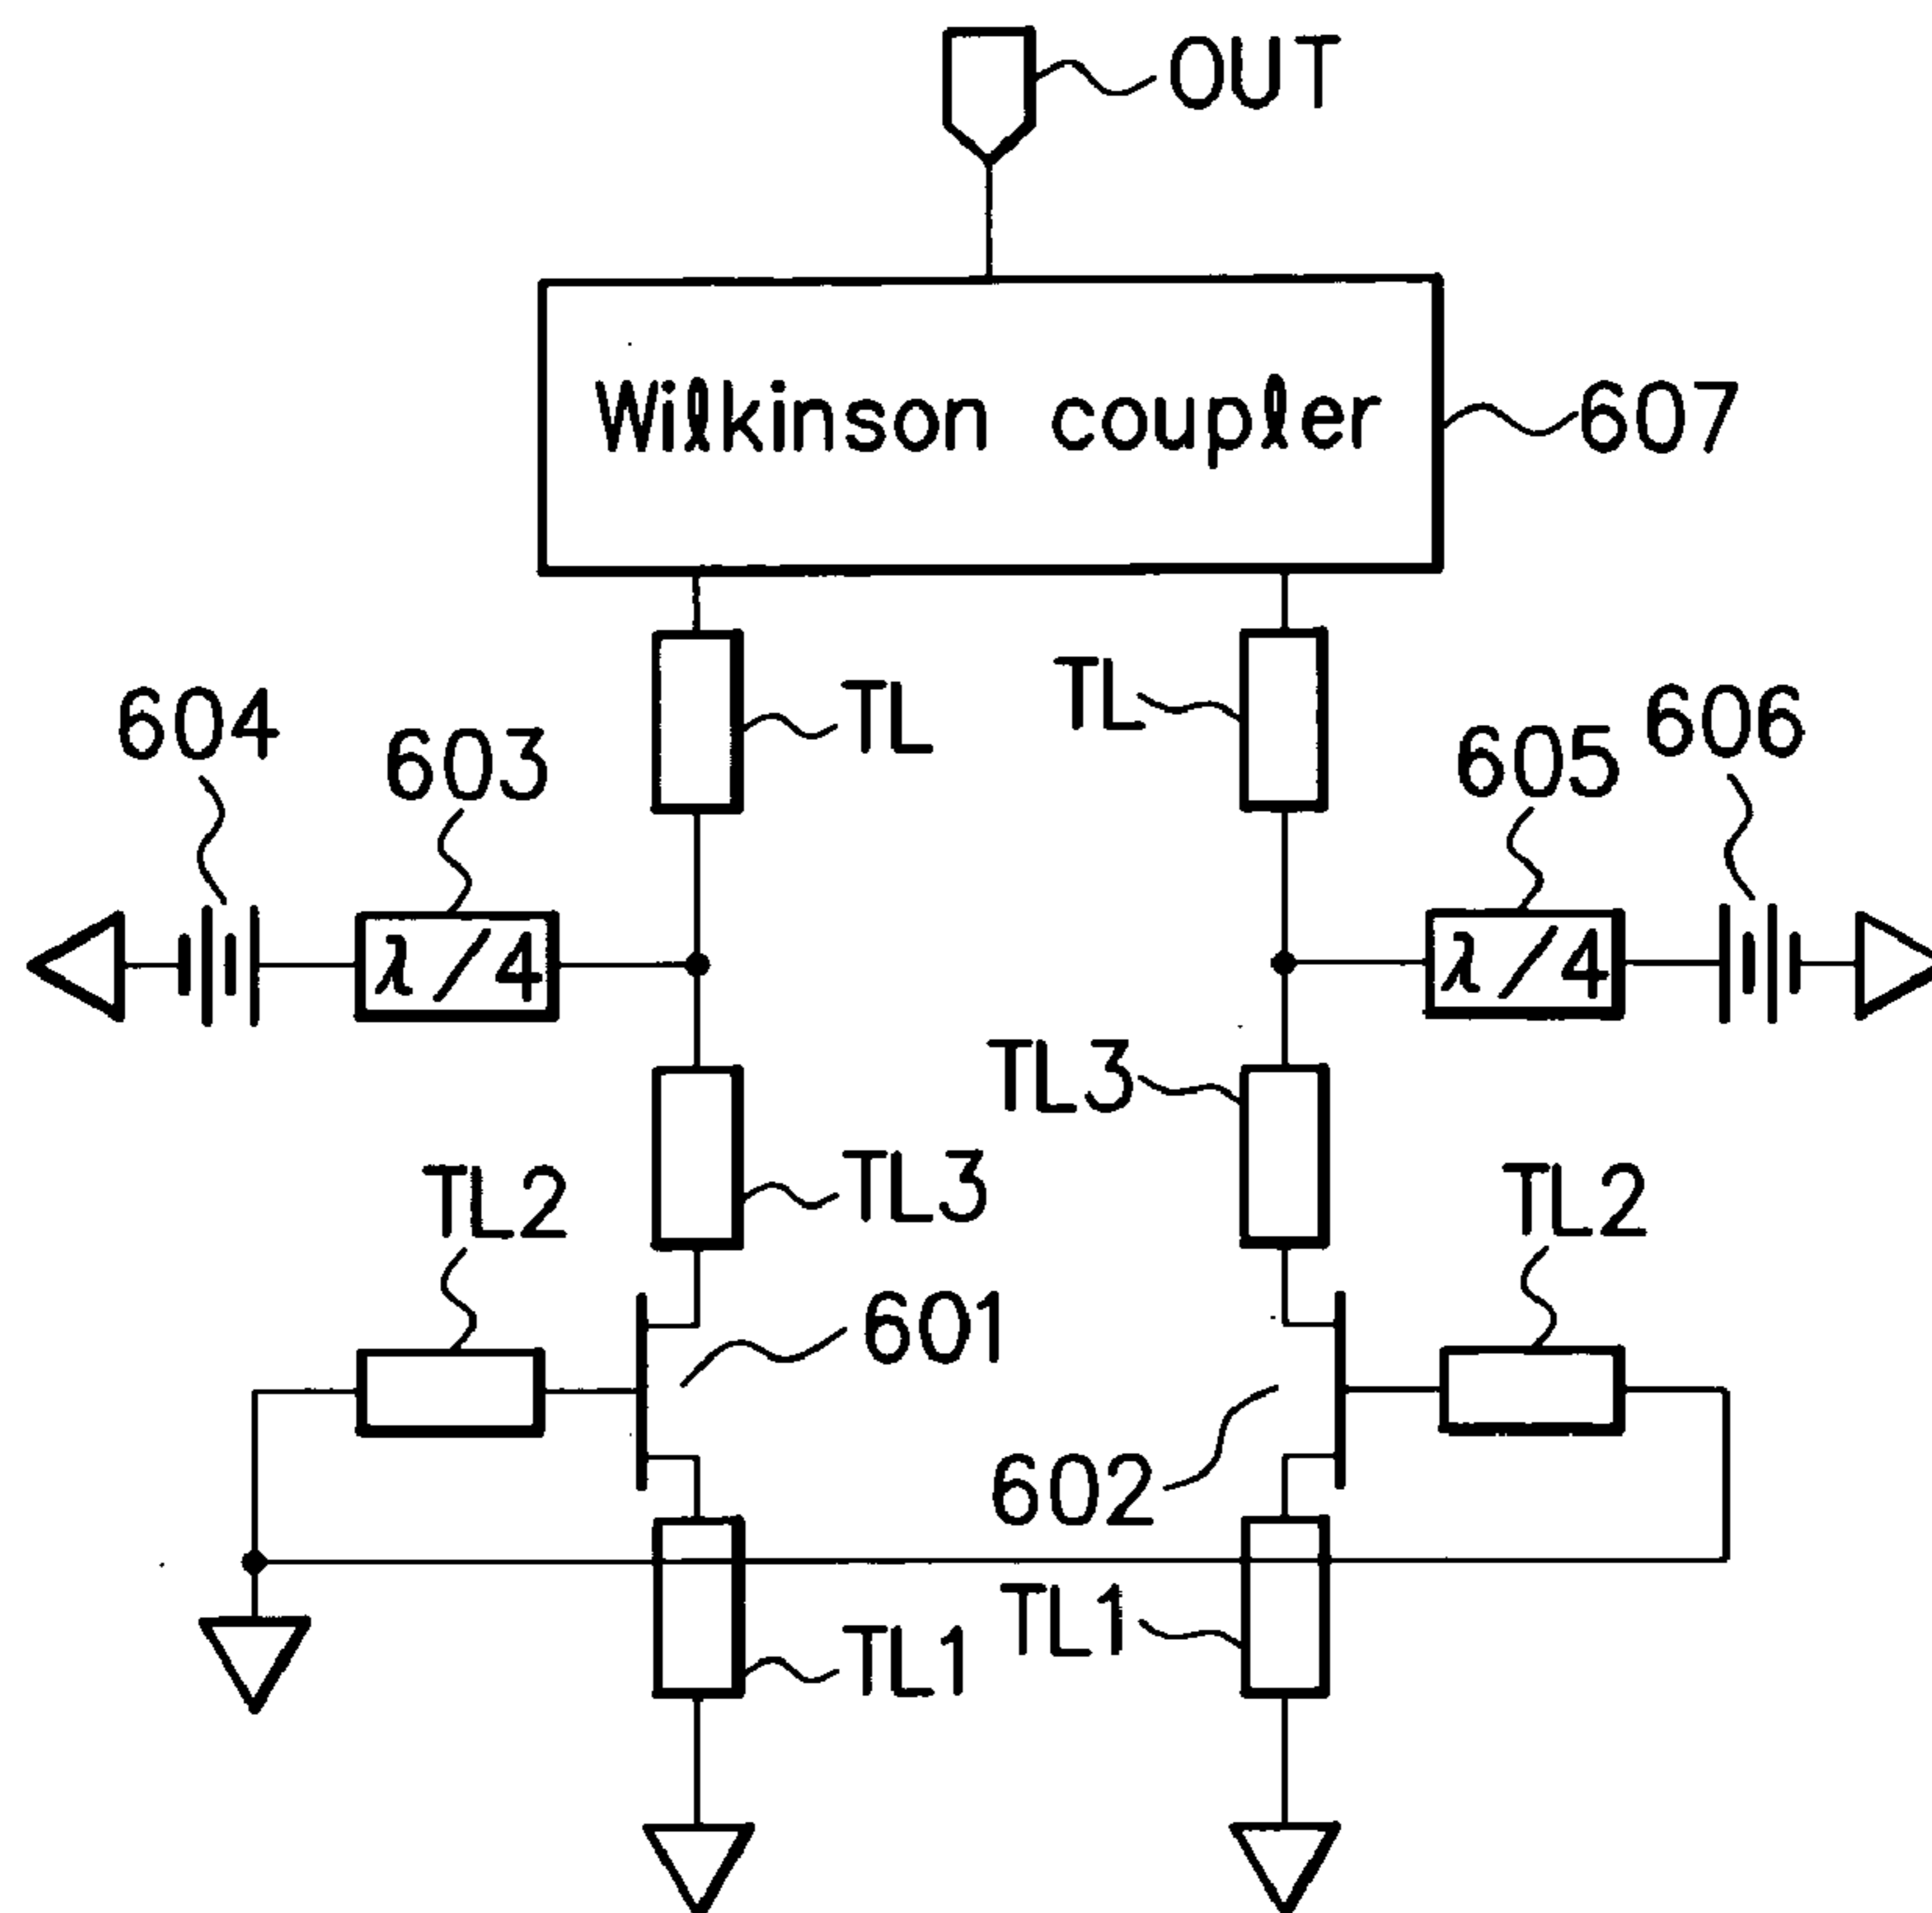 OUT
Wilkinson coupler
607
TL
TL
604
603
605
606
λ/4
λ/4
TL3
TL3
TL2
TL2
601
602
TL1
TL1